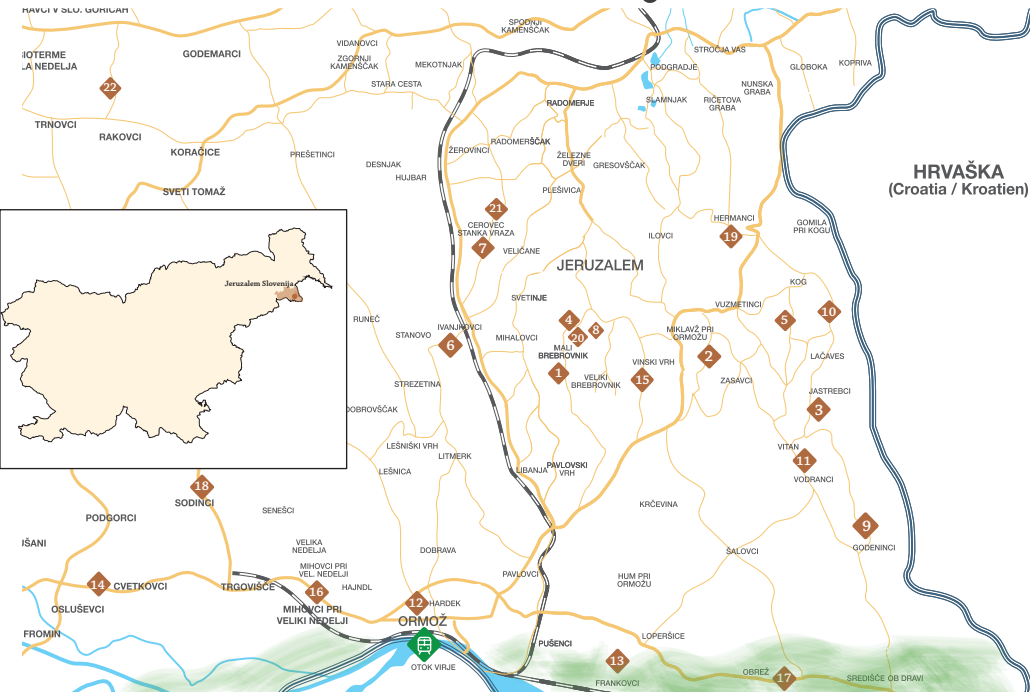 RAVCI V SLO. GORICAH
SPODNJI
KAMENŠČAK
VIDANOVCI
STROČJA VAS
GODEMARCI
ZGORNJI
KAMENŠČAK
MEKOTNJAK
PODGRADJE
GLOBOKA
KOPRIVA
BIOTERME
LA NEDELJA
22
STARA CESTA
NUNSKA
GRABA
RADOMERJE
SLAMNJAK
RIČETOVA
GRABA
TRNOVCI
RAKOVCI
KORAČICE
PREŠETINCI
ŽEROVINCI
RADOMERŠČAK
ŽELEZNE
DVERI
GRESOVŠČAK
DESNJAK
HUJBAR
HRVAŠKA
(Croatia / Kroatien)
SVETI TOMAŽ
PLEŠIVICA
21
CEROVEC
STANKA VRAZA
7
VELIČANE
HERMANCI
19
ILOVCI
GOMILA
PRI KOGU
JERUZALEM
Jeruzalem Slovenija
KOG
SVETINJE
VUZMETINCI
10
RUNEČ
STANOVO
IVANJKOVCI
6
MIHALOVCI
4
20
8
MALI
BREBROVNIK
1
VELIKI
BREBROVNIK
MIKLAVŽ PRI
ORMOŽU
2
5
VINSKI VRH
15
LAČAVES
ZASAVCI
STREZETINA
JASTREBCI
3
DOBROVŠČAK
LEŠNIŠKI VRH
LITMERK
LEŠNICA
LIBANJA
PAVLOVSKI
VRH
VITAN
11
VODRANCI
18
SODINCI
SENEŠCI
KRČEVINA
PODGORCI
9
GODENINCI
IŠANI
VELIKA
NEDELJA
DOBRAVA
ŠALOVCI
MIHOVCI PRI
VEL. NEDELJI
PAVLOVCI
HUM PRI
ORMOŽU
14
CVETKOVCI
TRGOVIŠČE
16
HAJNDL
OSLUŠEVCI
MIHOVCI PRI
VELIKI NEDELJI
12
HARDEK
ORMOŽ
FROMIN
PUŠENCI
LOPERŠICE
OTOK VIRJE
13
FRANKOVCI
OBREŽ
17
SREDIŠČE OB DRAVI